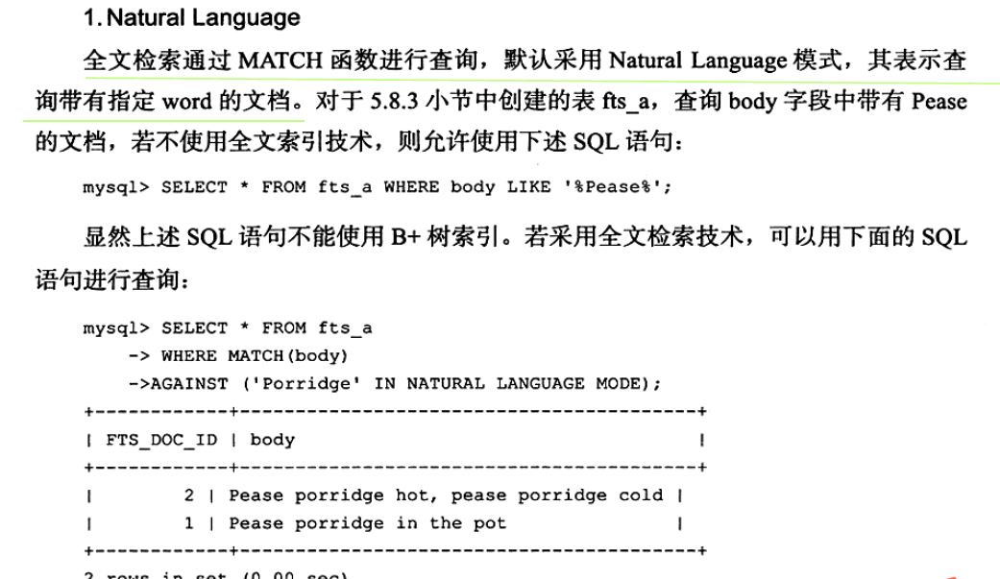 1. Natural Language
全文检索通过 MATCH 函数进行查询，默认采用 Natural Language 模式，其表示查
询带有指定 word 的文档。对于 5.8.3 小节中创建的表 fts_a，查询 body 字段中带有 Pease
的文档，若不使用全文索引技术，则允许使用下述 SQL 语句：
mysql> SELECT * FROM fts_a WHERE body LIKE '%Pease%';
显然上述 SQL 语句不能使用 B+ 树索引。若采用全文检索技术，可以用下面的 SQL
语句进行查询：
mysql> SELECT * FROM fts_a
-> WHERE MATCH(body)
->AGAINST ('Porridge' IN NATURAL LANGUAGE MODE);
+------------+-----------------------------------------+
| FTS_DOC_ID | body |
+------------+-----------------------------------------+
| 2 | Pease porridge hot, pease porridge cold |
| 1 | Pease porridge in the pot |
+------------+-----------------------------------------+
2 rows in set (0.00 sec)